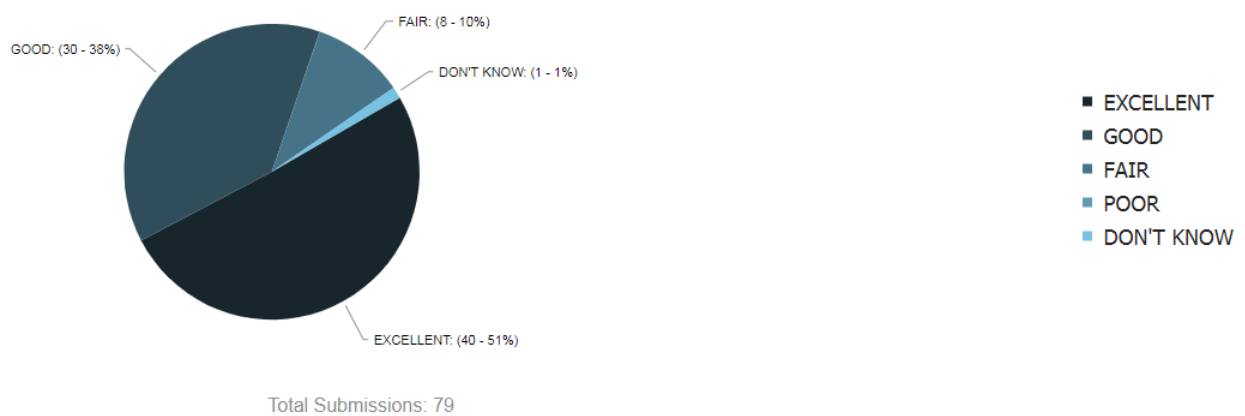 FAIR: (8 - 10%)
GOOD: (30 - 38%)
DON'T KNOW: (1 - 1%)
EXCELLENT: (40 - 51%)
Total Submissions: 79
EXCELLENT
GOOD
FAIR
POOR
DON'T KNOW